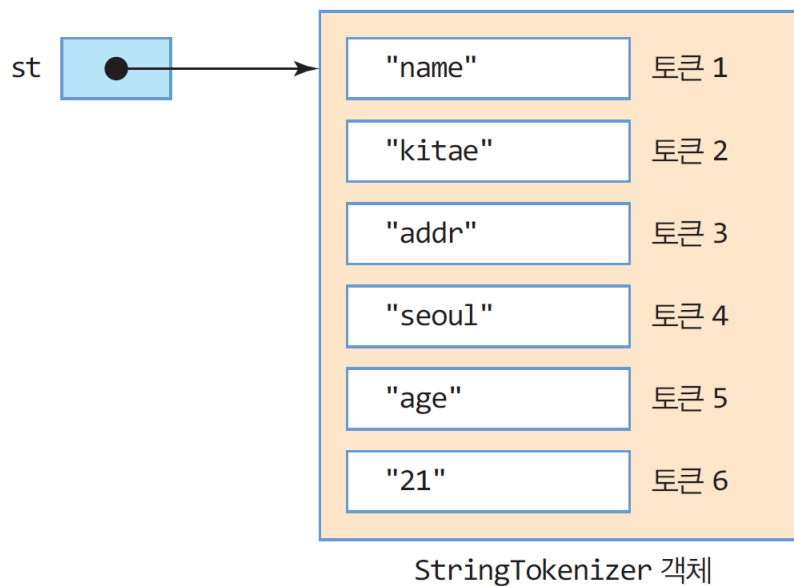 st
"name" 토큰 1
"kitae" 토큰 2
"addr" 토큰 3
"seoul" 토큰 4
"age" 토큰 5
"21" 토큰 6
StringTokenizer 객체